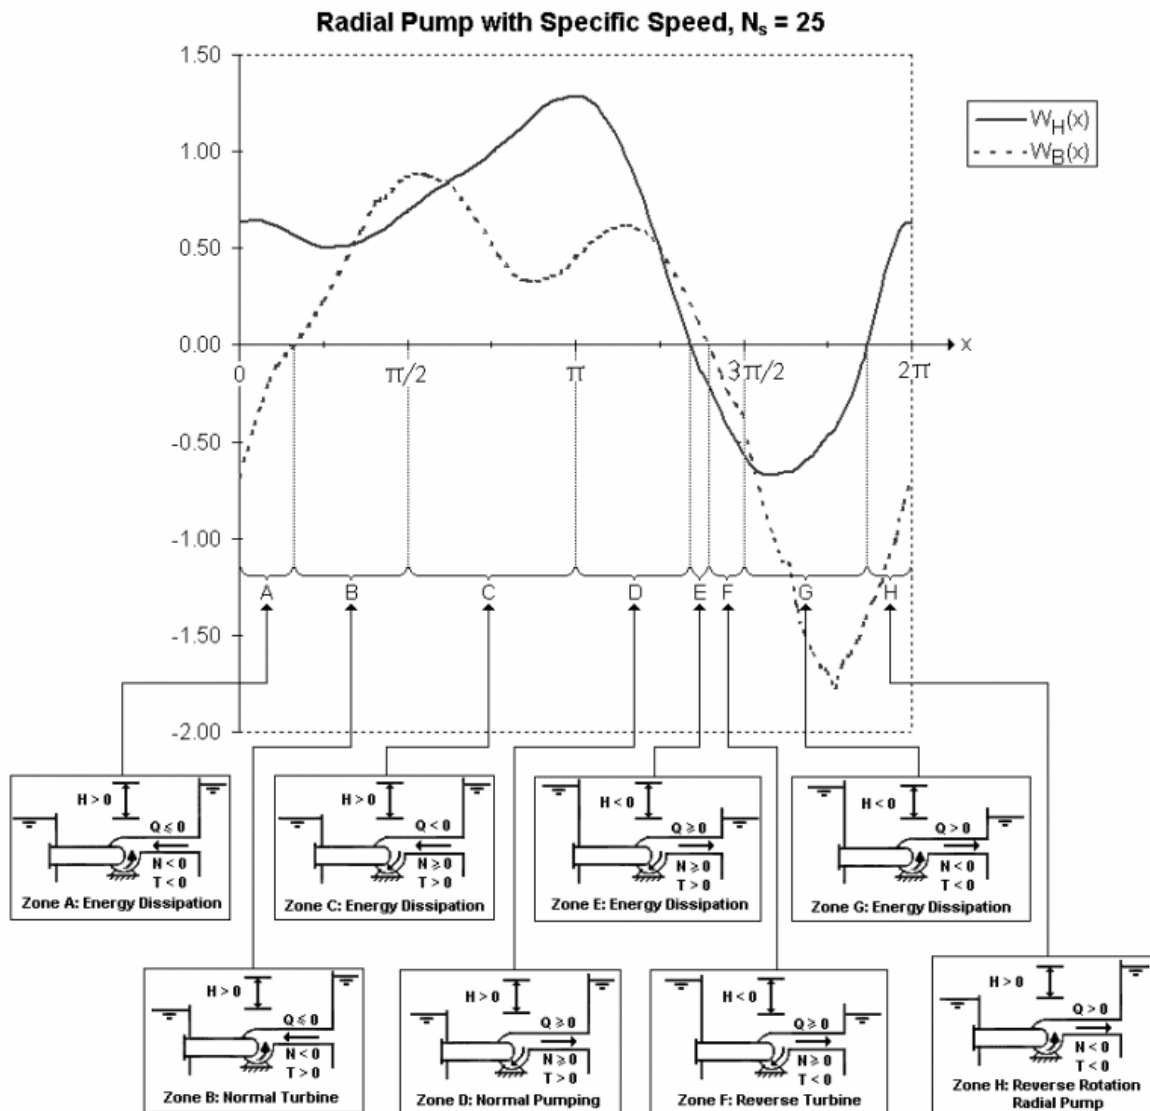 Radial Pump with Specific Speed, Nₛ = 25
1.50
1.00
0.50
0.00
-0.50
-1.00
-1.50
-2.00
0
π/2
π
3π/2
2π
x
W_H(x)
W_B(x)
A
B
C
D
E
F
G
H
H > 0
Q ⩽ 0
N < 0
T < 0
Zone A: Energy Dissipation
H > 0
Q < 0
N ⩾ 0
T > 0
Zone C: Energy Dissipation
H < 0
Q ⩾ 0
N ⩾ 0
T > 0
Zone E: Energy Dissipation
H < 0
Q > 0
N < 0
T < 0
Zone G: Energy Dissipation
H > 0
Q ⩽ 0
N < 0
T > 0
Zone B: Normal Turbine
H > 0
Q ⩾ 0
N ⩾ 0
T > 0
Zone D: Normal Pumping
H < 0
Q ⩾ 0
N ⩾ 0
T < 0
Zone F: Reverse Turbine
H > 0
Q > 0
N < 0
T < 0
Zone H: Reverse Rotation
Radial Pump